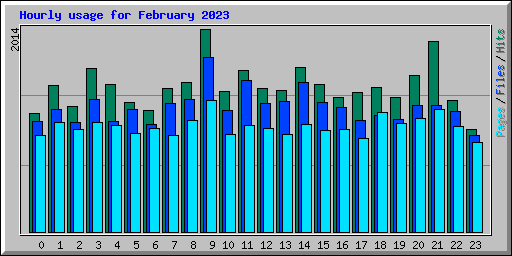 Hourly usage for February 2023
2014
Pages/Files/Hits
0 1 2 3 4 5 6 7 8 9 10 11 12 13 14 15 16 17 18 19 20 21 22 23